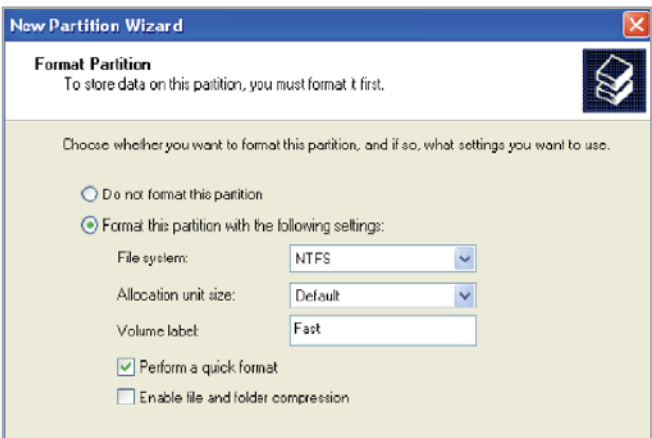 New Partition Wizard
Format Partition
To store data on this partition, you must format it first.
Choose whether you want to format this partition, and if so, what settings you want to use.
Do not format this partition
Format this partition with the following settings:
File system: NTFS
Allocation unit size: Default
Volume label: Fast
Perform a quick format
Enable file and folder compression